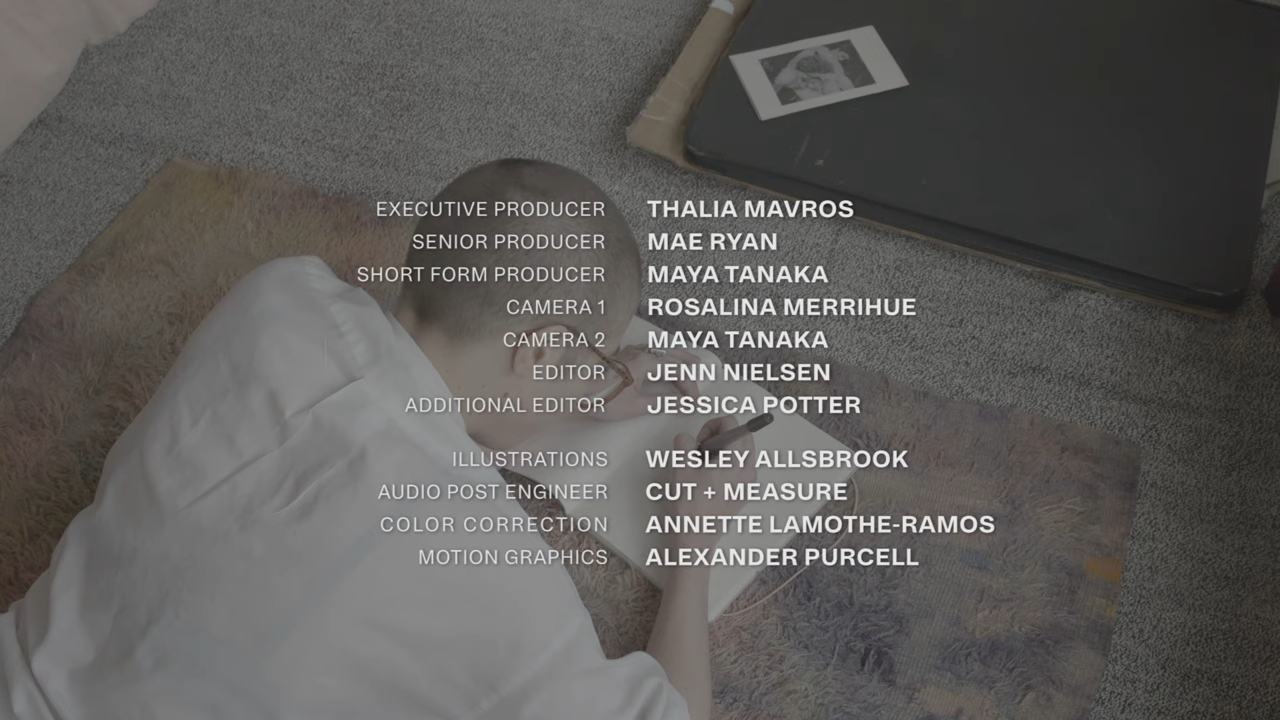 EXECUTIVE PRODUCER THALIA MAVROS
SENIOR PRODUCER MAE RYAN
SHORT FORM PRODUCER MAYA TANAKA
CAMERA 1 ROSALINA MERRIHUE
CAMERA 2 MAYA TANAKA
EDITOR JENN NIELSEN
ADDITIONAL EDITOR JESSICA POTTER
ILLUSTRATIONS WESLEY ALLSBROOK
AUDIO POST ENGINEER CUT + MEASURE
COLOR CORRECTION ANNETTE LAMOTHE-RAMOS
MOTION GRAPHICS ALEXANDER PURCELL